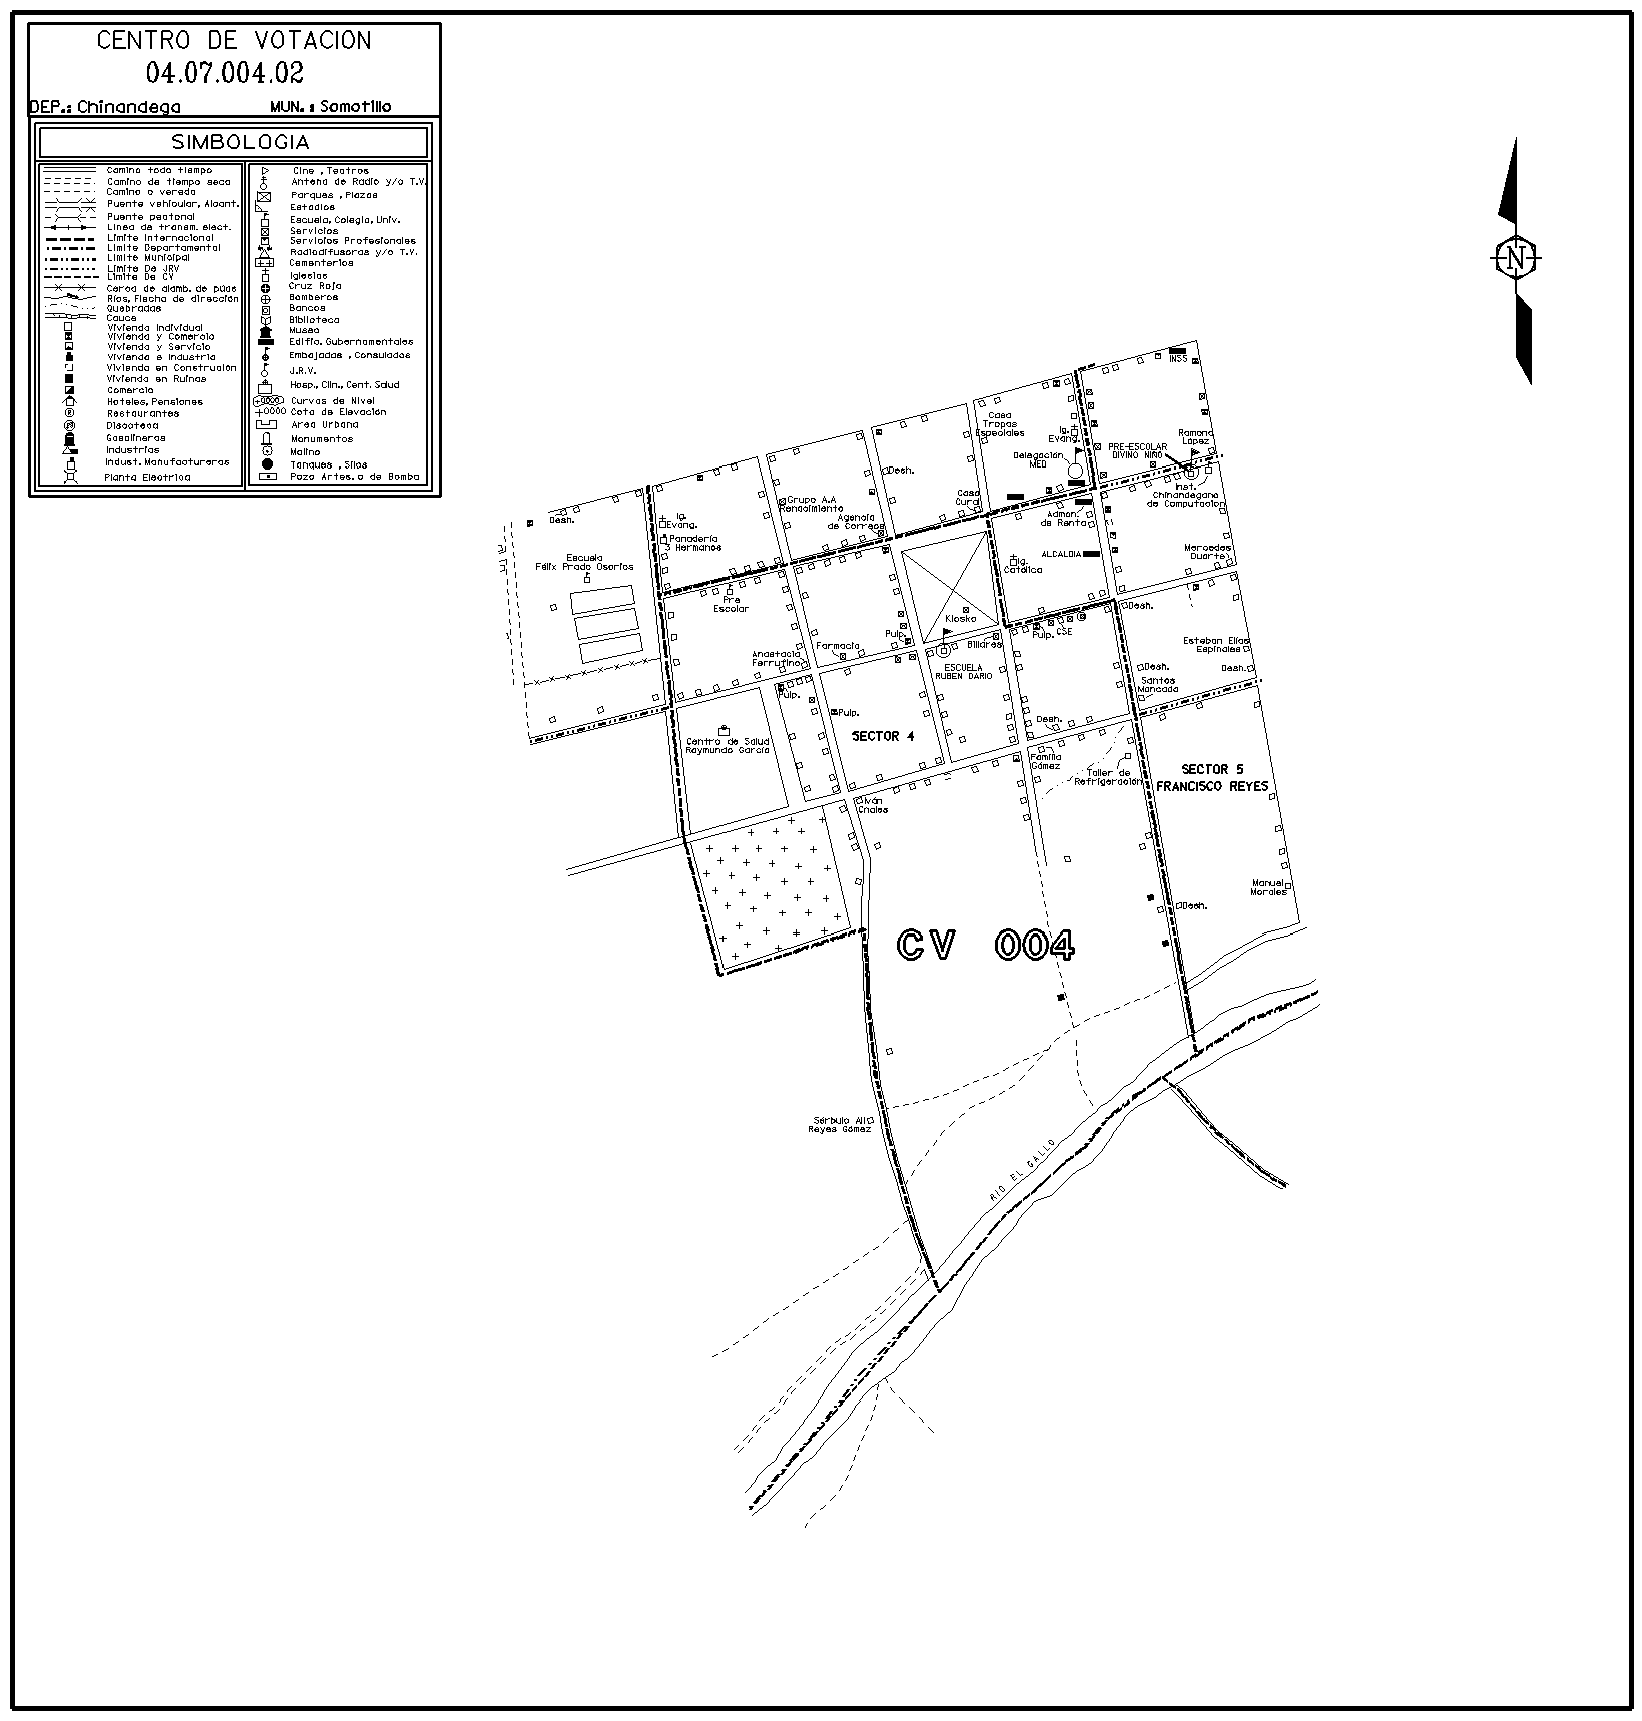 CENTRO DE VOTACION
04.07.004.02
DEP.: Chinandega MUN.: Somotillo
SIMBOLOGIA
Camino todo tiempo
Camino de tiempo seco
Camino o vereda
Puente vehicular, Alcant.
Puente peatonal
Linea de transm. elect.
Limite Internacional
Limite Departamental
Limite Municipal
Limite De JRV
Limite De CV
Cerca de alamb. de púas
Ríos, Flecha de dirección
Quebradas
Cauce
Vivienda Individual
Vivienda y Comercio
Vivienda y Servicio
Vivienda e Industria
Vivienda en Construción
Vivienda en Ruinas
Comercio
Hoteles, Pensiones
Restaurantes
Discoteca
Gasolineras
Industrias
Indust. Manufactureras
Planta Electrica
Cine , Teatros
Antena de Radio y/o T.V.
Parques , Plazas
Estadios
Escuela, Colegio, Univ.
Servicios
Servicios Profesionales
Radiodifusoras y/o T.V.
Cementerios
Iglesias
Cruz Roja
Bomberos
Bancos
Biblioteca
Museo
Edific. Gubernamentales
Embajadas , Consulados
J.R.V.
Hosp., Clin., Cent. Salud
+0000 Curvas de Nivel
+0000 Cota de Elevación
Area Urbana
Monumentos
Molino
Tanques , Silos
Pozo Artes. o de Bomba
N
INSS
Casa
Tropas
Especiales
Ig.
Evang.
Ramona
López
PRE-ESCOLAR
DIVINO NIÑO
Delegación
MED
Desh.
Inst.
Chinandegano
de Computación
Casa
Cural
Grupo A.A
Renacimiento
Agencia
de Correos
Admon.
de Renta
Desh.
Ig.
Evang.
Panadería
3 Hermanos
ALCALDIA
Mercedes
Duarte
Escuela
Félix Prado Osorios
Ig.
Católica
Pre
Escolar
Kiosko
Desh.
Pulp.
Pulp. CSE
Billares
Farmacia
Esteban Elías
Espinales
Anastacia
Ferrufino
ESCUELA
RUBEN DARIO
Desh.
Desh.
Santos
Moncada
Pulp.
Pulp.
Desh.
SECTOR 4
Centro de Salud
Raymundo García
Familia
Gómez
Taller de
Refrigeración
SECTOR 5
FRANCISCO REYES
Iván
Cnales
Manuel
Morales
Desh.
CV 004
Sérbulo Ali
Reyes Gómez
RIO EL GALLO